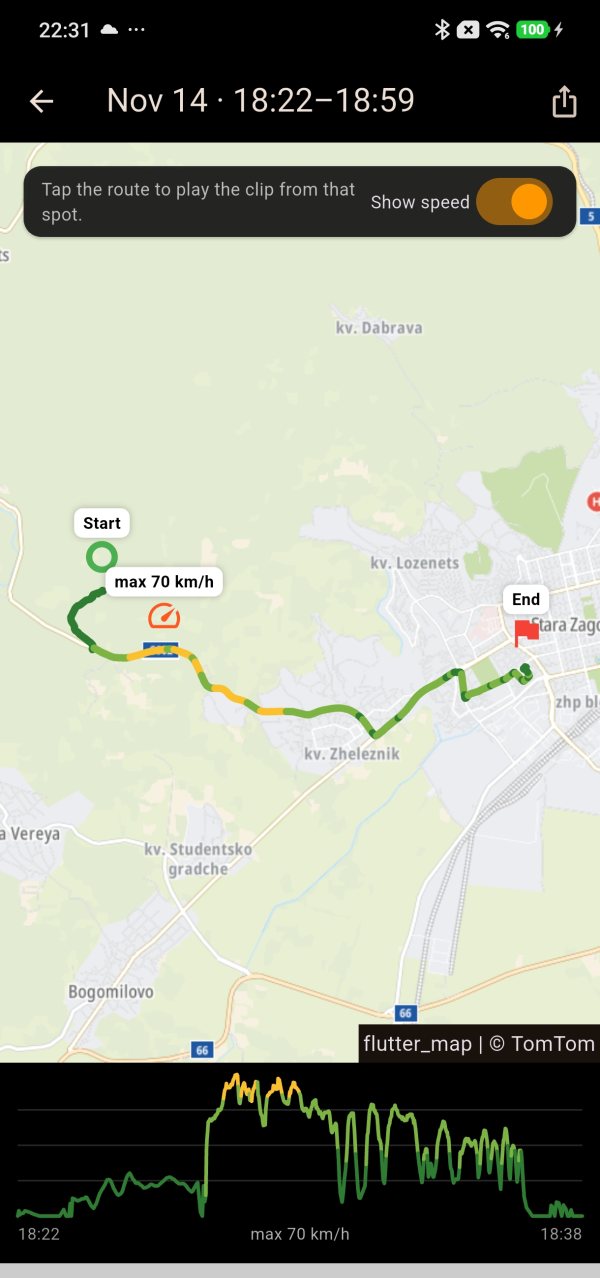 22:31
100
Nov 14 · 18:22–18:59
Tap the route to play the clip from that
spot.
Show speed
5
ts
kv. Dabrava
H
Start
kv. Lozenets
max 70 km/h
End
Stara Zago
zhp bl
kv. Zheleznik
a Vereya
kv. Studentsko
gradche
Bogomilovo
66
66
flutter_map | © TomTom
18:22
max 70 km/h
18:38